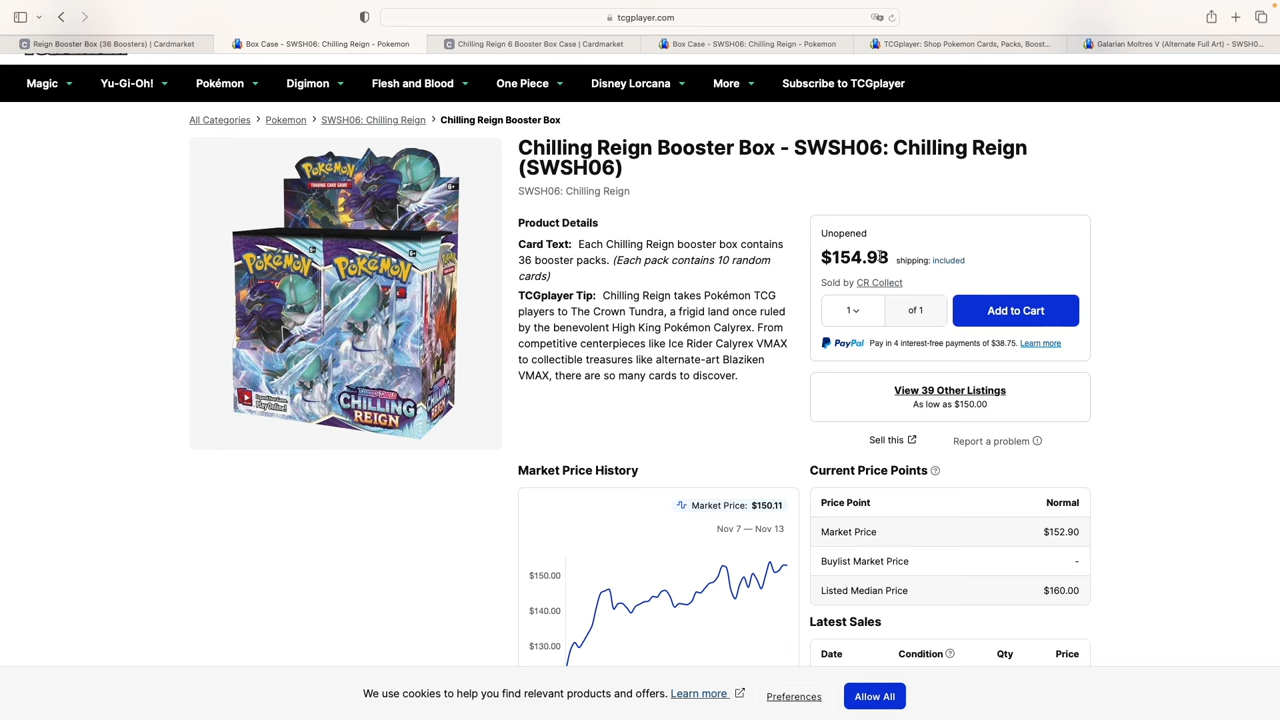 tcgplayer.com
Reign Booster Box (36 Boosters) | Cardmarket
Box Case - SWSH06: Chilling Reign - Pokemon
Chilling Reign 6 Booster Box Case | Cardmarket
Box Case - SWSH06: Chilling Reign - Pokemon
TCGplayer: Shop Pokemon Cards, Packs, Boost...
Galarian Moltres V (Alternate Full Art) - SWSH0...
Magic Yu-Gi-Oh! Pokémon Digimon Flesh and Blood One Piece Disney Lorcana More Subscribe to TCGplayer
All Categories > Pokemon > SWSH06: Chilling Reign > Chilling Reign Booster Box
Pokémon
TRADING CARD GAME
6+
Pokémon
Pokémon
CHILLING
REIGN
Play Online!
Chilling Reign Booster Box - SWSH06: Chilling Reign
(SWSH06)
SWSH06: Chilling Reign
Product Details
Card Text: Each Chilling Reign booster box contains
36 booster packs. (Each pack contains 10 random
cards)
TCGplayer Tip: Chilling Reign takes Pokémon TCG
players to The Crown Tundra, a frigid land once ruled
by the benevolent High King Pokémon Calyrex. From
competitive centerpieces like Ice Rider Calyrex VMAX
to collectible treasures like alternate-art Blaziken
VMAX, there are so many cards to discover.
Unopened
$154.93 shipping: included
Sold by CR Collect
1 of 1 Add to Cart
PayPal Pay in 4 interest-free payments of $38.75. Learn more
View 39 Other Listings
As low as $150.00
Sell this Report a problem
Market Price History
Market Price: $150.11
Nov 7 — Nov 13
$150.00
$140.00
$130.00
Current Price Points
Price Point Normal
Market Price $152.90
Buylist Market Price -
Listed Median Price $160.00
Latest Sales
Date Condition Qty Price
We use cookies to help you find relevant products and offers. Learn more Preferences Allow All